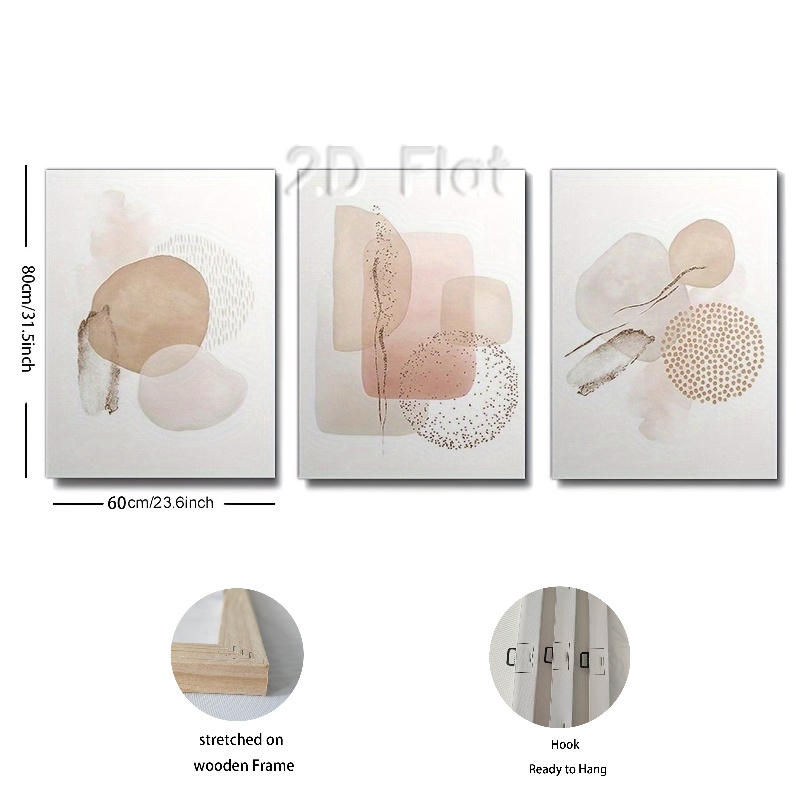 2D Flat
80cm/31.5inch
60cm/23.6inch
stretched on
wooden Frame
Hook
Ready to Hang